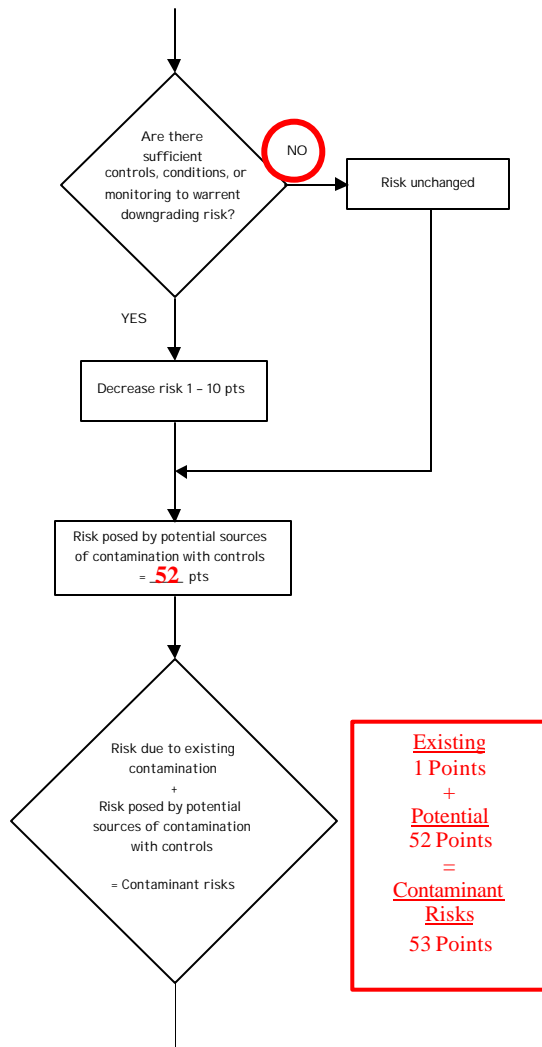 Are there
sufficient
controls, conditions, or
monitoring to warrent
downgrading risk?
NO
Risk unchanged
YES
Decrease risk 1 – 10 pts
Risk posed by potential sources
of contamination with controls
= 52 pts
Risk due to existing
contamination
+
Risk posed by potential
sources of contamination
with controls
= Contaminant risks
Existing
1 Points
+
Potential
52 Points
=
Contaminant
Risks
53 Points